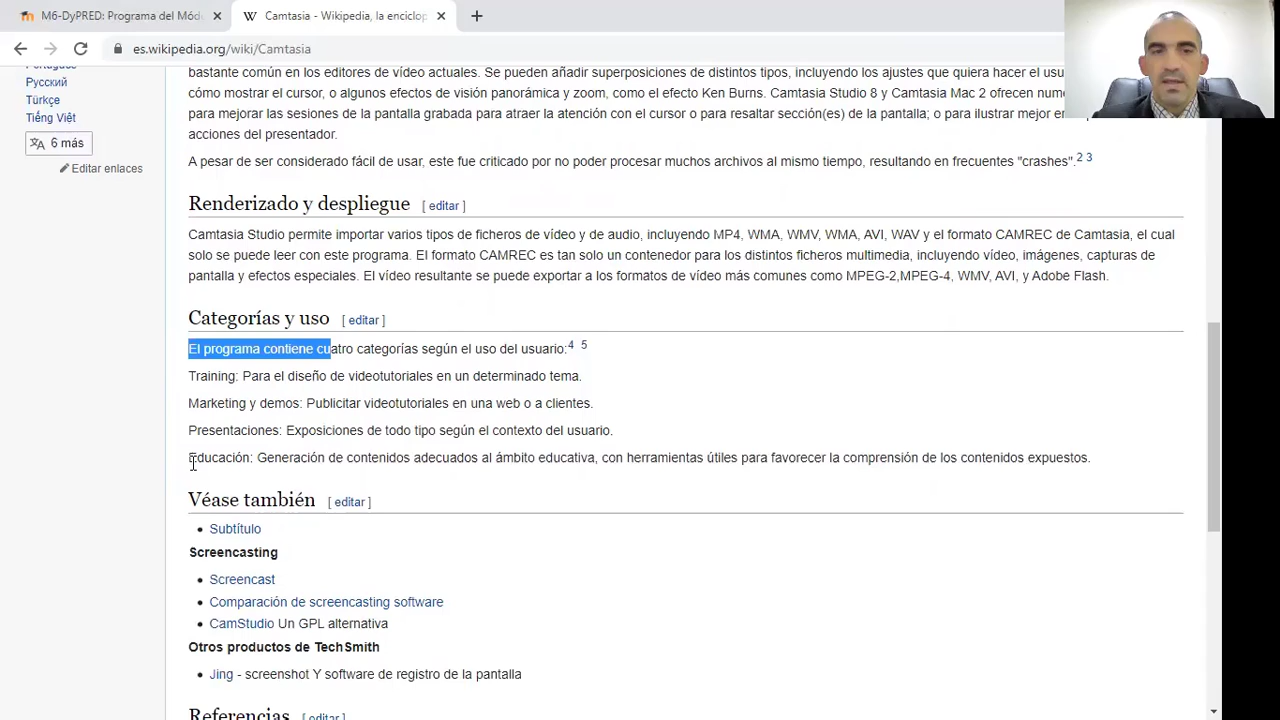 M6-DyPRED: Programa del Módu
Camtasia - Wikipedia, la enciclop
es.wikipedia.org/wiki/Camtasia
Português
Русский
Türkçe
Tiếng Việt
6 más
Editar enlaces
bastante común en los editores de vídeo actuales. Se pueden añadir superposiciones de distintos tipos, incluyendo los ajustes que quiera hacer el usu
cómo mostrar el cursor, o algunos efectos de visión panorámica y zoom, como el efecto Ken Burns. Camtasia Studio 8 y Camtasia Mac 2 ofrecen num
para mejorar las sesiones de la pantalla grabada para atraer la atención con el cursor o para resaltar sección(es) de la pantalla; o para ilustrar mejor en
acciones del presentador.
A pesar de ser considerado fácil de usar, este fue criticado por no poder procesar muchos archivos al mismo tiempo, resultando en frecuentes "crashes".2 3
Renderizado y despliegue [ editar ]
Camtasia Studio permite importar varios tipos de ficheros de vídeo y de audio, incluyendo MP4, WMA, WMV, WMA, AVI, WAV y el formato CAMREC de Camtasia, el cual
solo se puede leer con este programa. El formato CAMREC es tan solo un contenedor para los distintos ficheros multimedia, incluyendo vídeo, imágenes, capturas de
pantalla y efectos especiales. El vídeo resultante se puede exportar a los formatos de vídeo más comunes como MPEG-2,MPEG-4, WMV, AVI, y Adobe Flash.
Categorías y uso [ editar ]
El programa contiene cuatro categorías según el uso del usuario:4 5
Training: Para el diseño de videotutoriales en un determinado tema.
Marketing y demos: Publicitar videotutoriales en una web o a clientes.
Presentaciones: Exposiciones de todo tipo según el contexto del usuario.
Educación: Generación de contenidos adecuados al ámbito educativa, con herramientas útiles para favorecer la comprensión de los contenidos expuestos.
Véase también [ editar ]
Subtítulo
Screencasting
Screencast
Comparación de screencasting software
CamStudio Un GPL alternativa
Otros productos de TechSmith
Jing - screenshot Y software de registro de la pantalla
Referencias [ editar ]